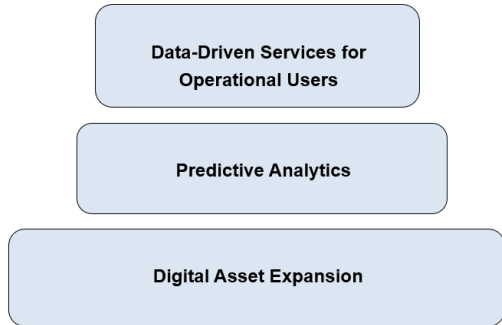 Data-Driven Services for
Operational Users
Predictive Analytics
Digital Asset Expansion